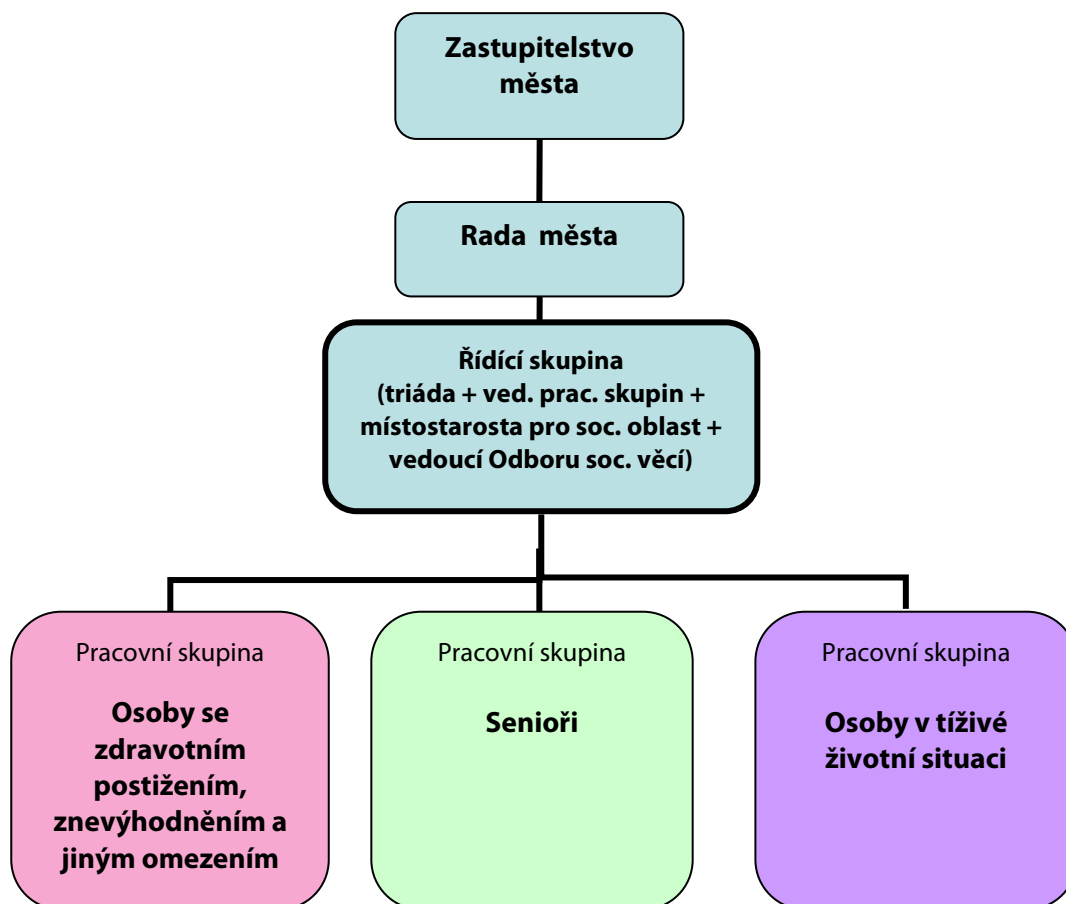 Zastupitelstvo
města
Rada města
Řídící skupina
(triáda + ved. prac. skupin +
místostarosta pro soc. oblast +
vedoucí Odboru soc. věcí)
Pracovní skupina
Osoby se
zdravotním
postižením,
znevýhodněním a
jiným omezením
Pracovní skupina
Senioři
Pracovní skupina
Osoby v tíživé
životní situaci